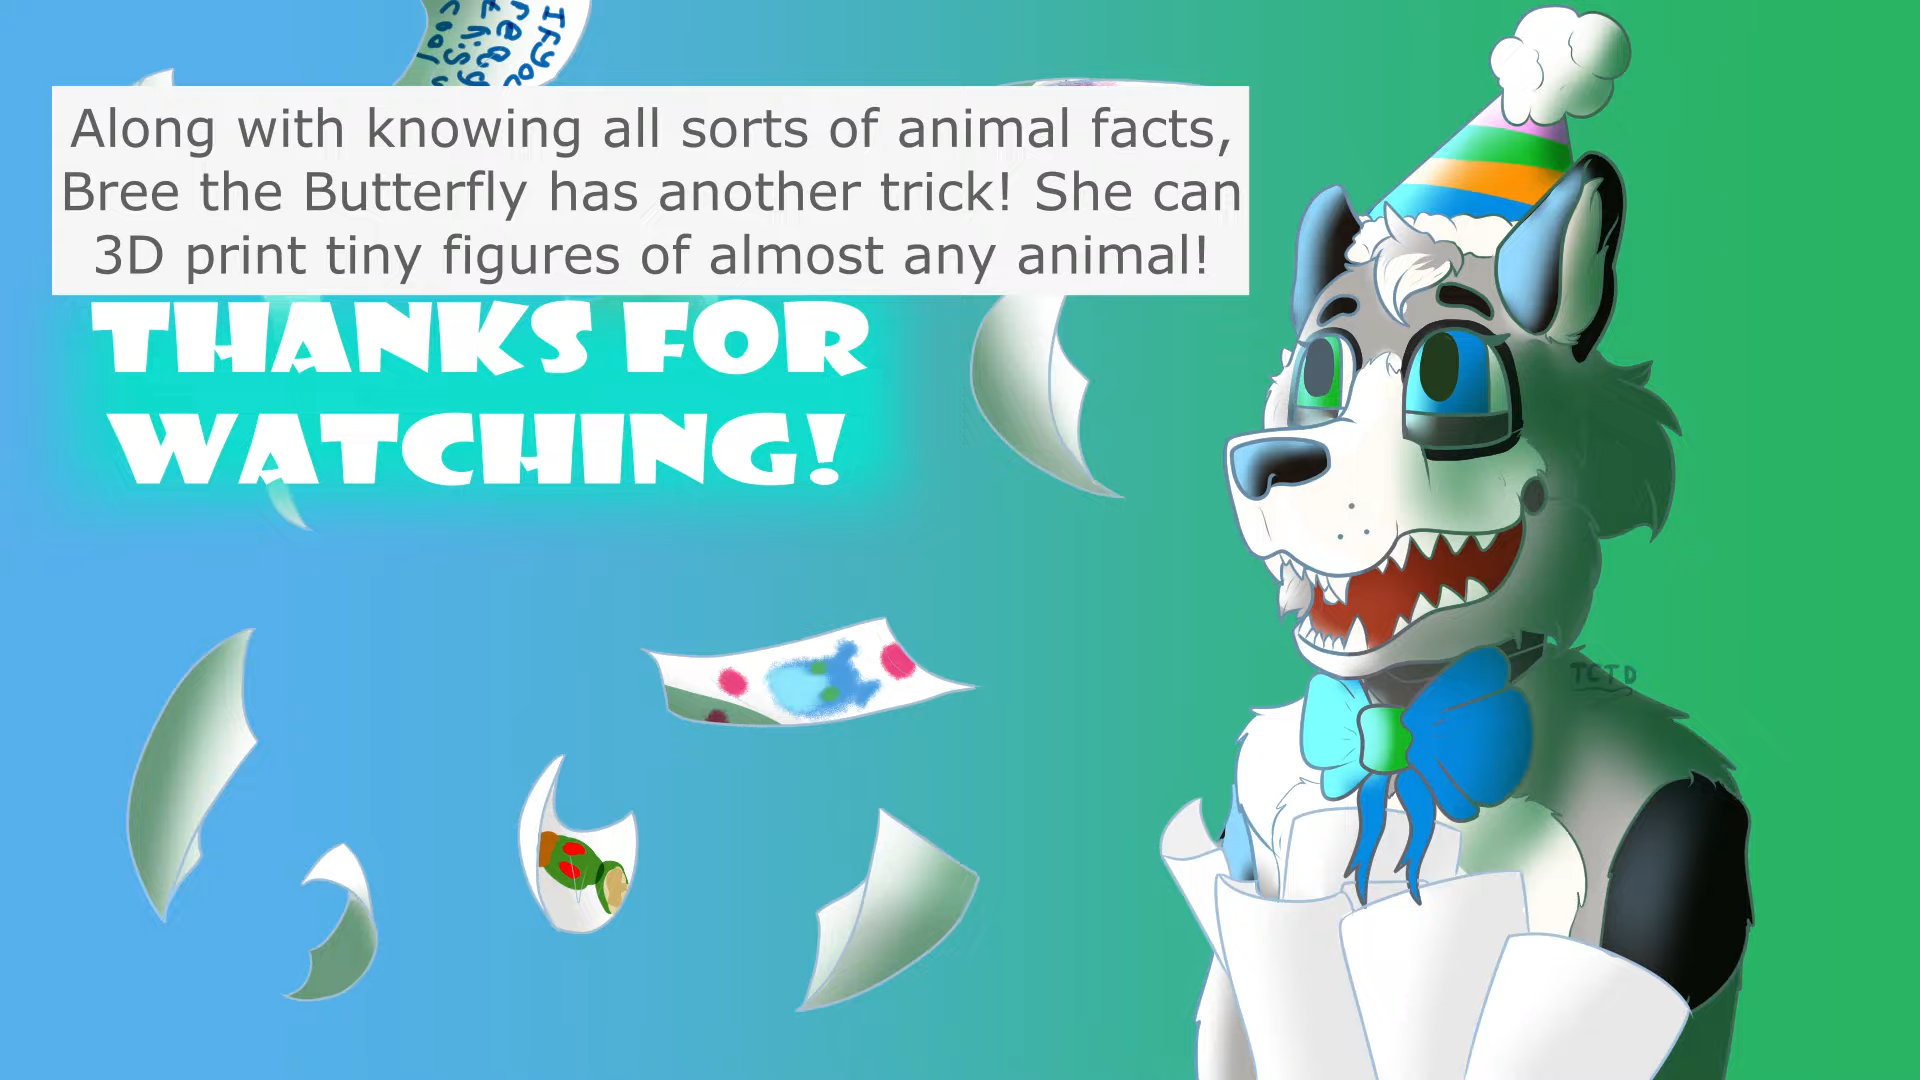 Along with knowing all sorts of animal facts,
Bree the Butterfly has another trick! She can
3D print tiny figures of almost any animal!
THANKS FOR
WATCHING!
TCTD